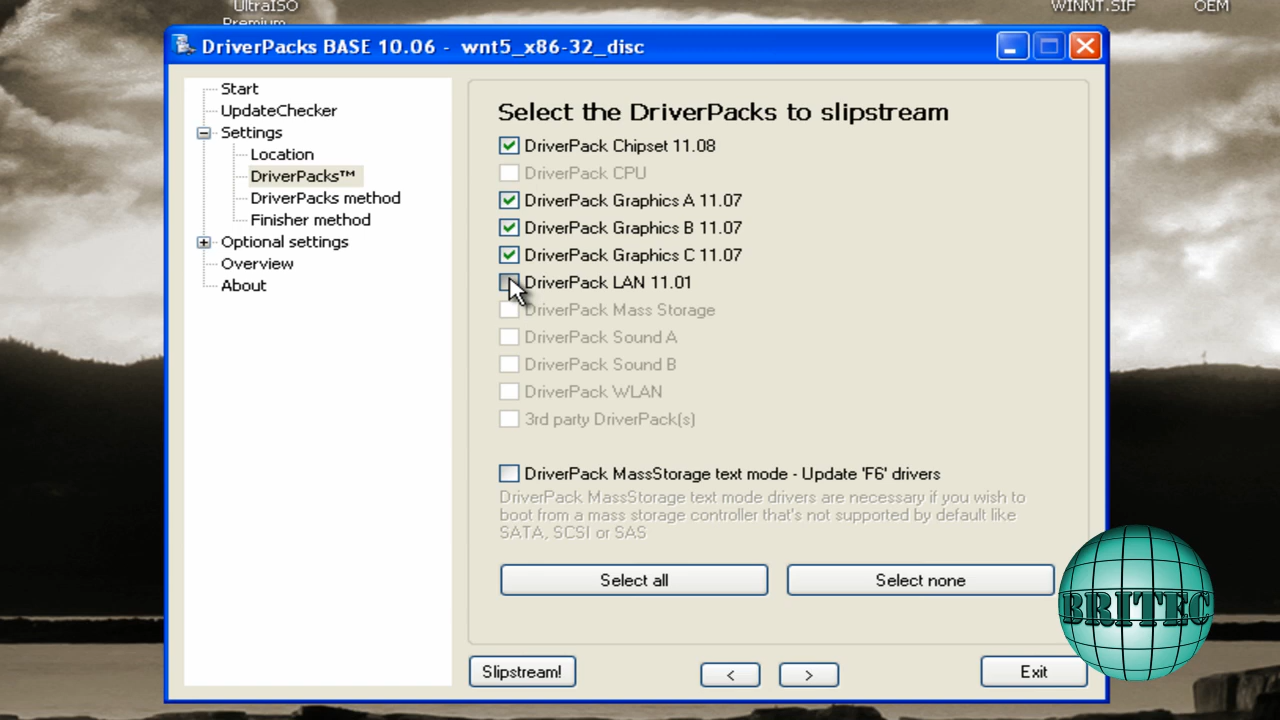 UltraISO
Premium
WINNT.SIF
OEM
DriverPacks BASE 10.06 - wnt5_x86-32_disc
Start
UpdateChecker
Settings
Location
DriverPacks™
DriverPacks method
Finisher method
Optional settings
Overview
About
Select the DriverPacks to slipstream
DriverPack Chipset 11.08
DriverPack CPU
DriverPack Graphics A 11.07
DriverPack Graphics B 11.07
DriverPack Graphics C 11.07
DriverPack LAN 11.01
DriverPack Mass Storage
DriverPack Sound A
DriverPack Sound B
DriverPack WLAN
3rd party DriverPack(s)
DriverPack MassStorage text mode - Update 'F6' drivers
DriverPack MassStorage text mode drivers are necessary if you wish to
boot from a mass storage controller that's not supported by default like
SATA, SCSI or SAS
Select all
Select none
Slipstream!
<
>
Exit
BRITEC